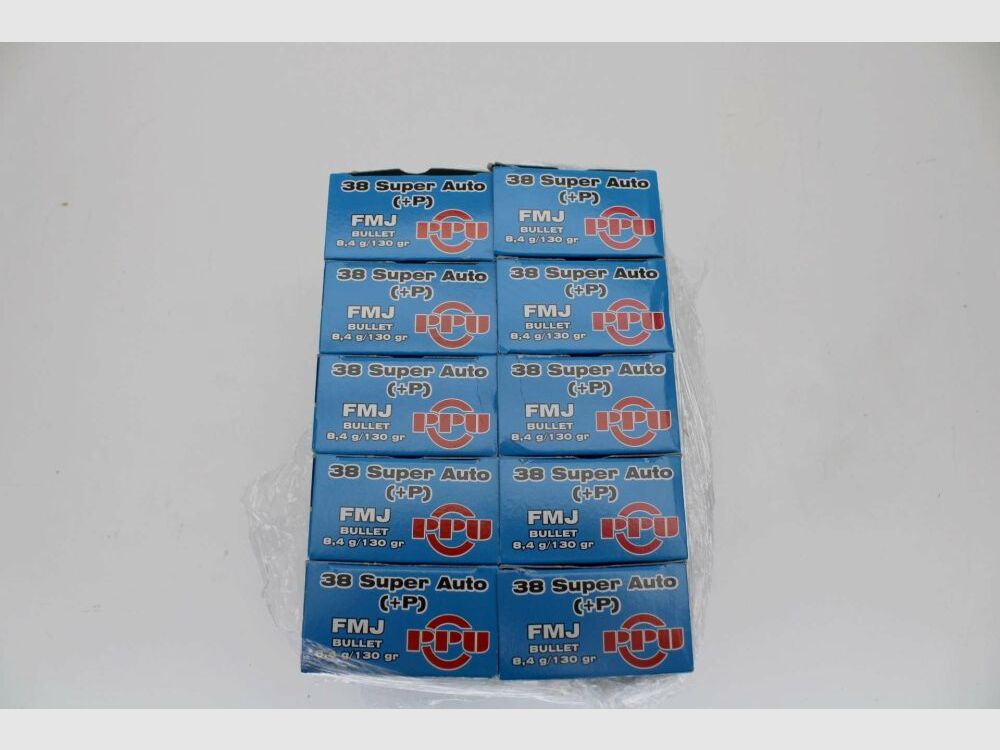 38 Super Auto
(+P)
FMJ
BULLET
8,4 g/130 gr
PPU
38 Super Auto
(+P)
FMJ
BULLET
8,4 g/130 gr
PPU
38 Super Auto
(+P)
FMJ
BULLET
8,4 g/130 gr
PPU
38 Super Auto
(+P)
FMJ
BULLET
8,4 g/130 gr
PPU
38 Super Auto
(+P)
FMJ
BULLET
8,4 g/130 gr
PPU
38 Super Auto
(+P)
FMJ
BULLET
8,4 g/130 gr
PPU
38 Super Auto
(+P)
FMJ
BULLET
8,4 g/130 gr
PPU
38 Super Auto
(+P)
FMJ
BULLET
8,4 g/130 gr
PPU
38 Super Auto
(+P)
FMJ
BULLET
8,4 g/130 gr
PPU
38 Super Auto
(+P)
FMJ
BULLET
8,4 g/130 gr
PPU